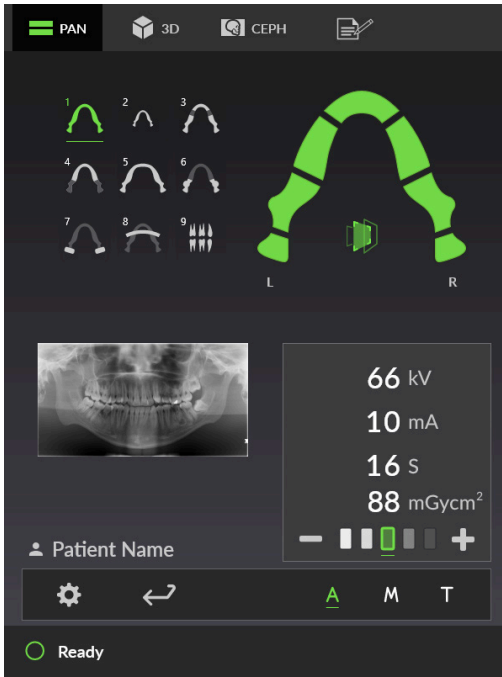 PAN 3D CEPH
1 2 3
4 5 6
7 8 9
L R
66 kV
10 mA
16 S
88 mGycm²
Patient Name
A M T
Ready